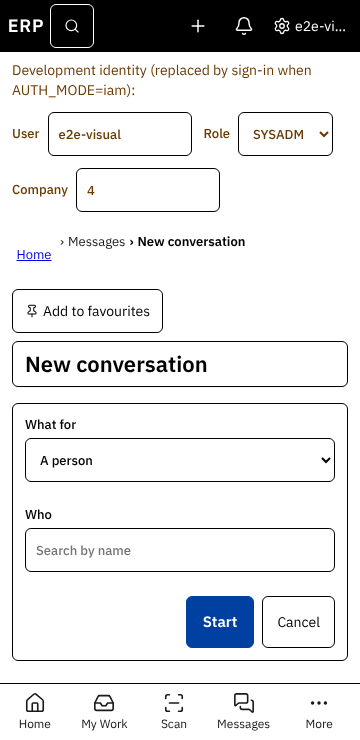 ERP e2e-vi...
Development identity (replaced by sign-in when
AUTH_MODE=iam):
User e2e-visual Role SYSADM
Company 4
Home › Messages › New conversation
Add to favourites
New conversation
What for
A person
Who
Search by name
Start Cancel
Home My Work Scan Messages More